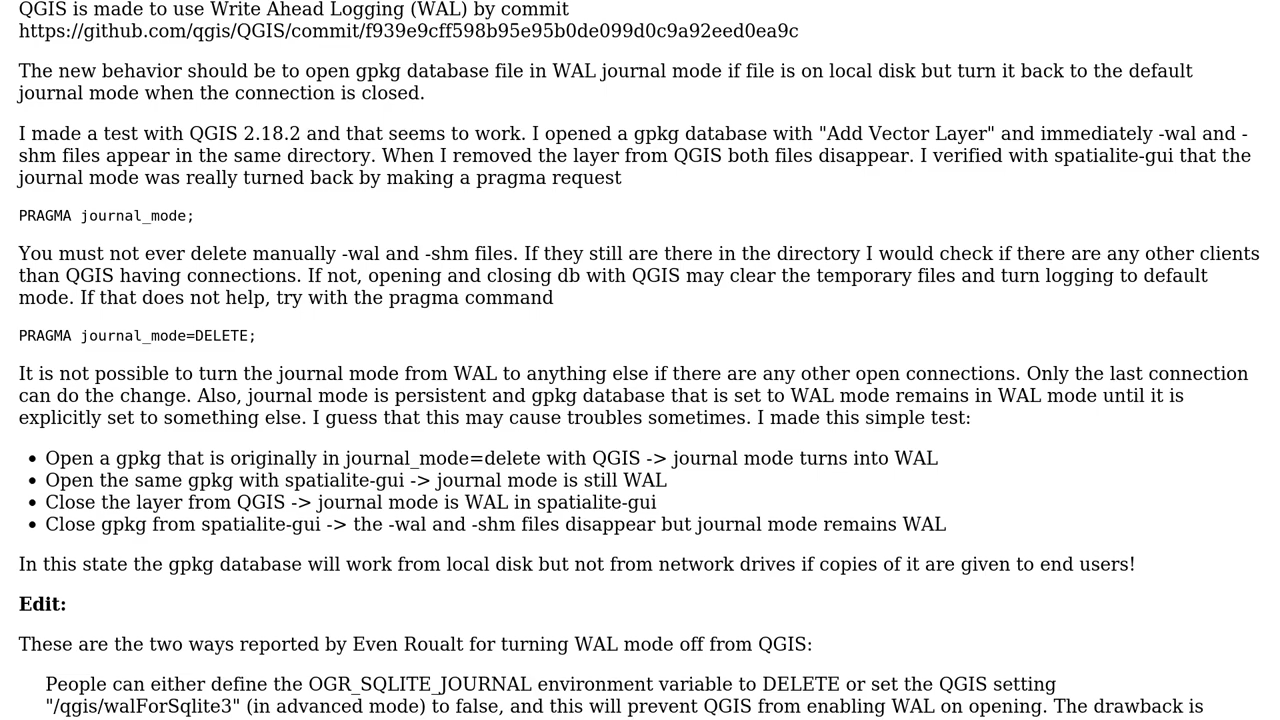 QGIS is made to use Write Ahead Logging (WAL) by commit
https://github.com/qgis/QGIS/commit/f939e9cff598b95e95b0de099d0c9a92eed0ea9c
The new behavior should be to open gpkg database file in WAL journal mode if file is on local disk but turn it back to the default
journal mode when the connection is closed.
I made a test with QGIS 2.18.2 and that seems to work. I opened a gpkg database with "Add Vector Layer" and immediately -wal and -
shm files appear in the same directory. When I removed the layer from QGIS both files disappear. I verified with spatialite-gui that the
journal mode was really turned back by making a pragma request
PRAGMA journal_mode;
You must not ever delete manually -wal and -shm files. If they still are there in the directory I would check if there are any other clients
than QGIS having connections. If not, opening and closing db with QGIS may clear the temporary files and turn logging to default
mode. If that does not help, try with the pragma command
PRAGMA journal_mode=DELETE;
It is not possible to turn the journal mode from WAL to anything else if there are any other open connections. Only the last connection
can do the change. Also, journal mode is persistent and gpkg database that is set to WAL mode remains in WAL mode until it is
explicitly set to something else. I guess that this may cause troubles sometimes. I made this simple test:
• Open a gpkg that is originally in journal_mode=delete with QGIS -> journal mode turns into WAL
• Open the same gpkg with spatialite-gui -> journal mode is still WAL
• Close the layer from QGIS -> journal mode is WAL in spatialite-gui
• Close gpkg from spatialite-gui -> the -wal and -shm files disappear but journal mode remains WAL
In this state the gpkg database will work from local disk but not from network drives if copies of it are given to end users!
Edit:
These are the two ways reported by Even Roualt for turning WAL mode off from QGIS:
People can either define the OGR_SQLITE_JOURNAL environment variable to DELETE or set the QGIS setting
"/qgis/walForSqlite3" (in advanced mode) to false, and this will prevent QGIS from enabling WAL on opening. The drawback is